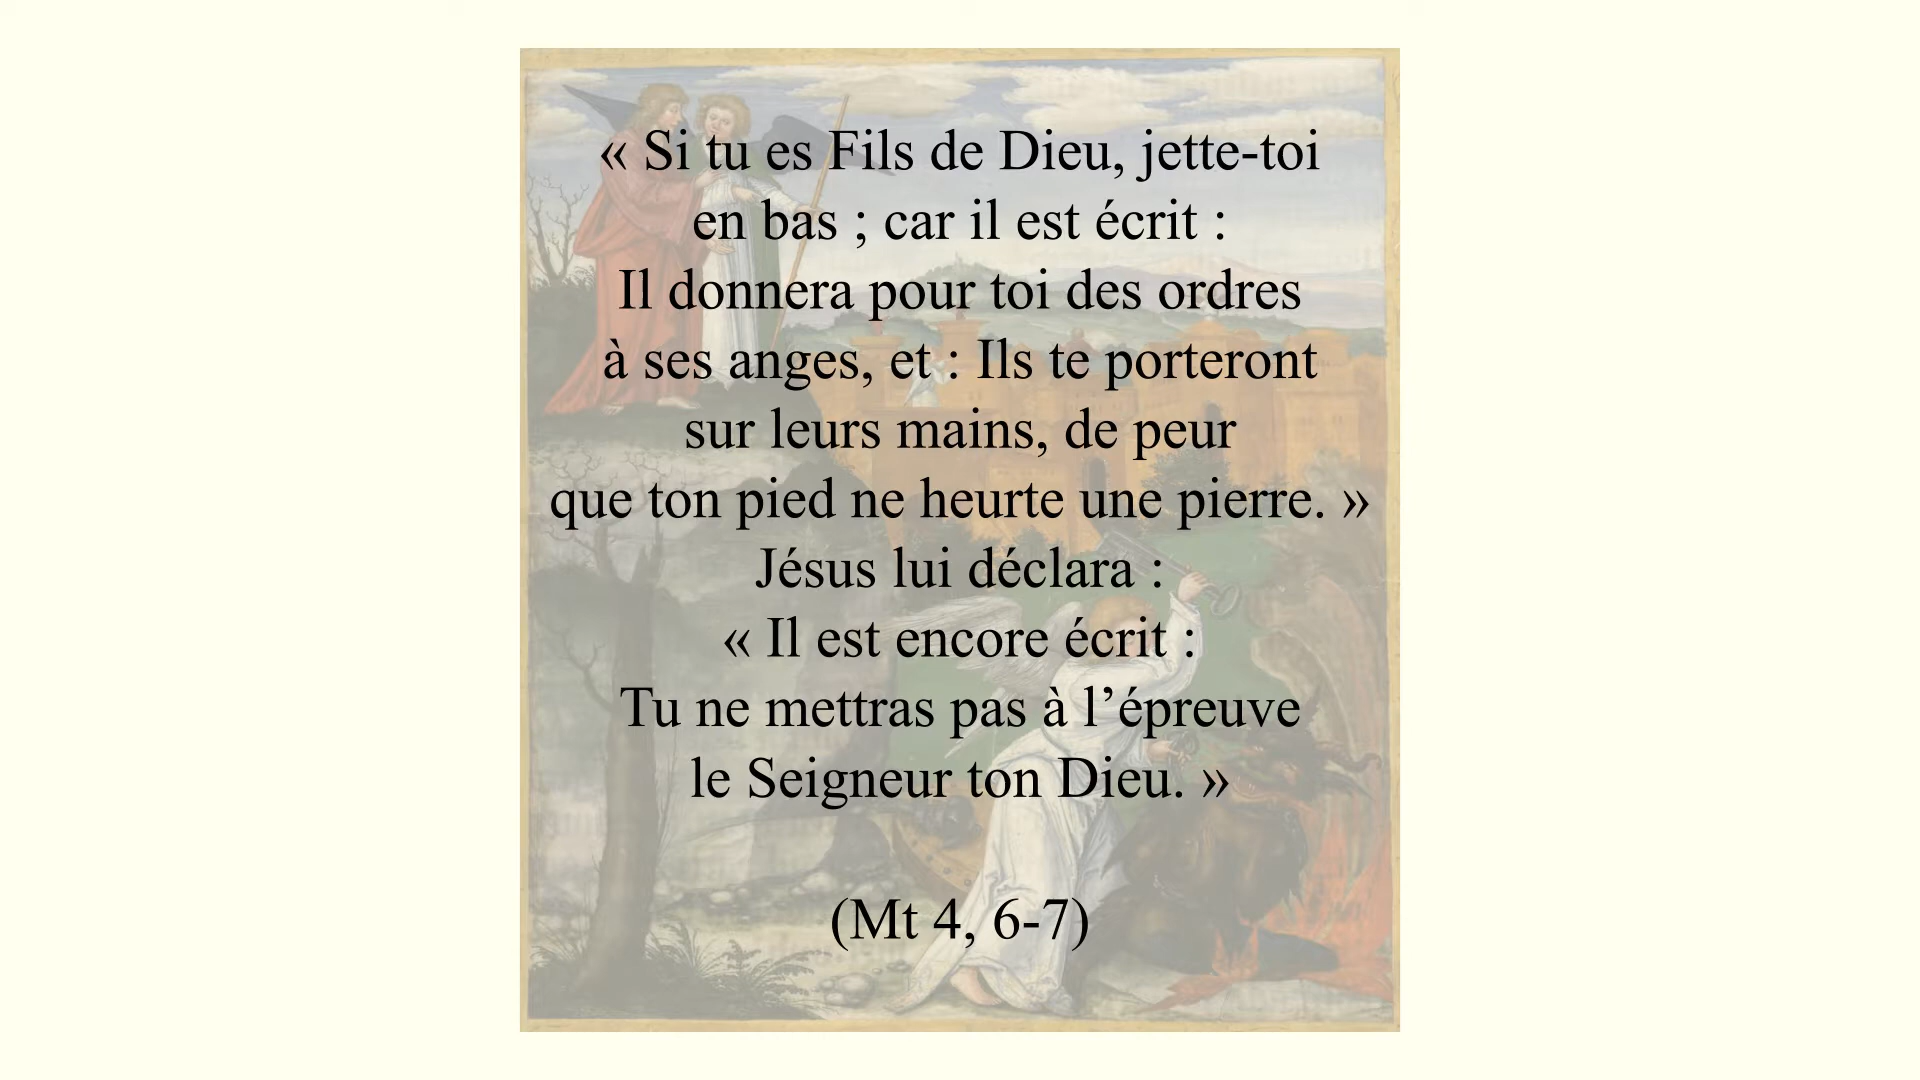 « Si tu es Fils de Dieu, jette-toi
en bas ; car il est écrit :
Il donnera pour toi des ordres
à ses anges, et : Ils te porteront
sur leurs mains, de peur
que ton pied ne heurte une pierre. »
Jésus lui déclara :
« Il est encore écrit :
Tu ne mettras pas à l’épreuve
le Seigneur ton Dieu. »
(Mt 4, 6-7)